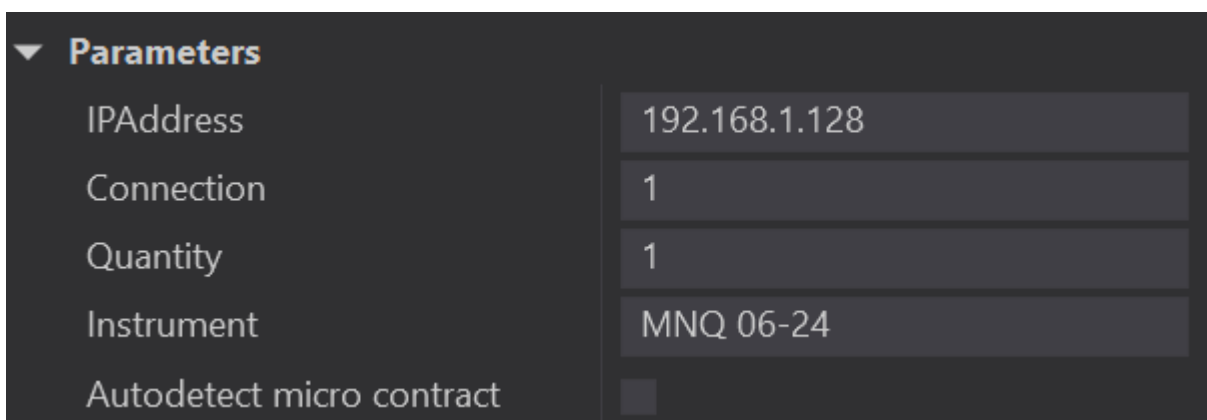 Parameters
IPAddress 192.168.1.128
Connection 1
Quantity 1
Instrument MNQ 06-24
Autodetect micro contract